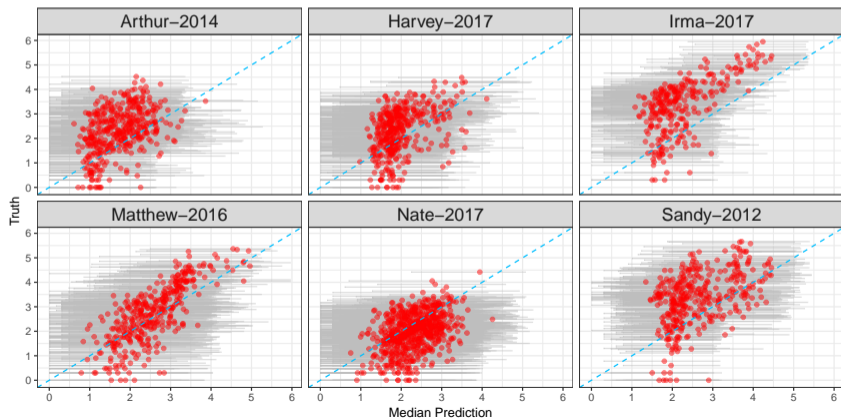 Arthur−2014 Harvey−2017 Irma−2017
6
5
4
3
2
1
0
Matthew−2016 Nate−2017 Sandy−2012
6
5
4
3
2
1
0
0 1 2 3 4 5 6 0 1 2 3 4 5 6 0 1 2 3 4 5 6
Median Prediction
Truth